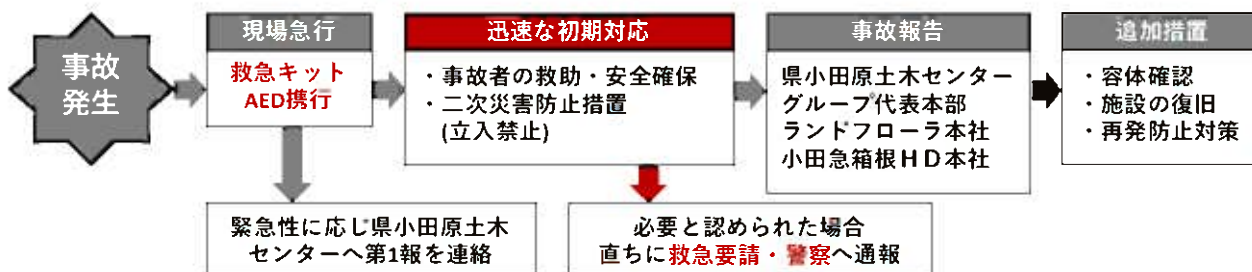 事故
発生
現場急行
救急キット
AED携行
迅速な初期対応
・事故者の救助・安全確保
・二次災害防止措置
(立入禁止)
事故報告
県小田原土木センター
グループ代表本部
ランドフローラ本社
小田急箱根HD本社
追加措置
・容体確認
・施設の復旧
・再発防止対策
緊急性に応じ県小田原土木
センターへ第1報を連絡
必要と認められた場合
直ちに救急要請・警察へ通報